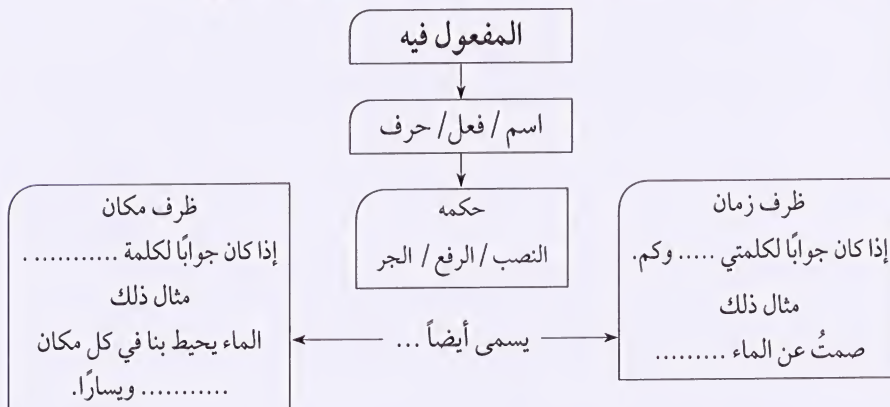 المفعول فيه
اسم / فعل/ حرف
حكمه
النصب / الرفع / الجر
ظرف زمان
إذا كان جوابًا لكلمتي ..... وكم.
مثال ذلك
صمتُ عن الماء .........
يسمى أيضاً ...
ظرف مكان
إذا كان جوابًا لكلمة ........... .
مثال ذلك
الماء يحيط بنا في كل مكان
........... ويسارًا.